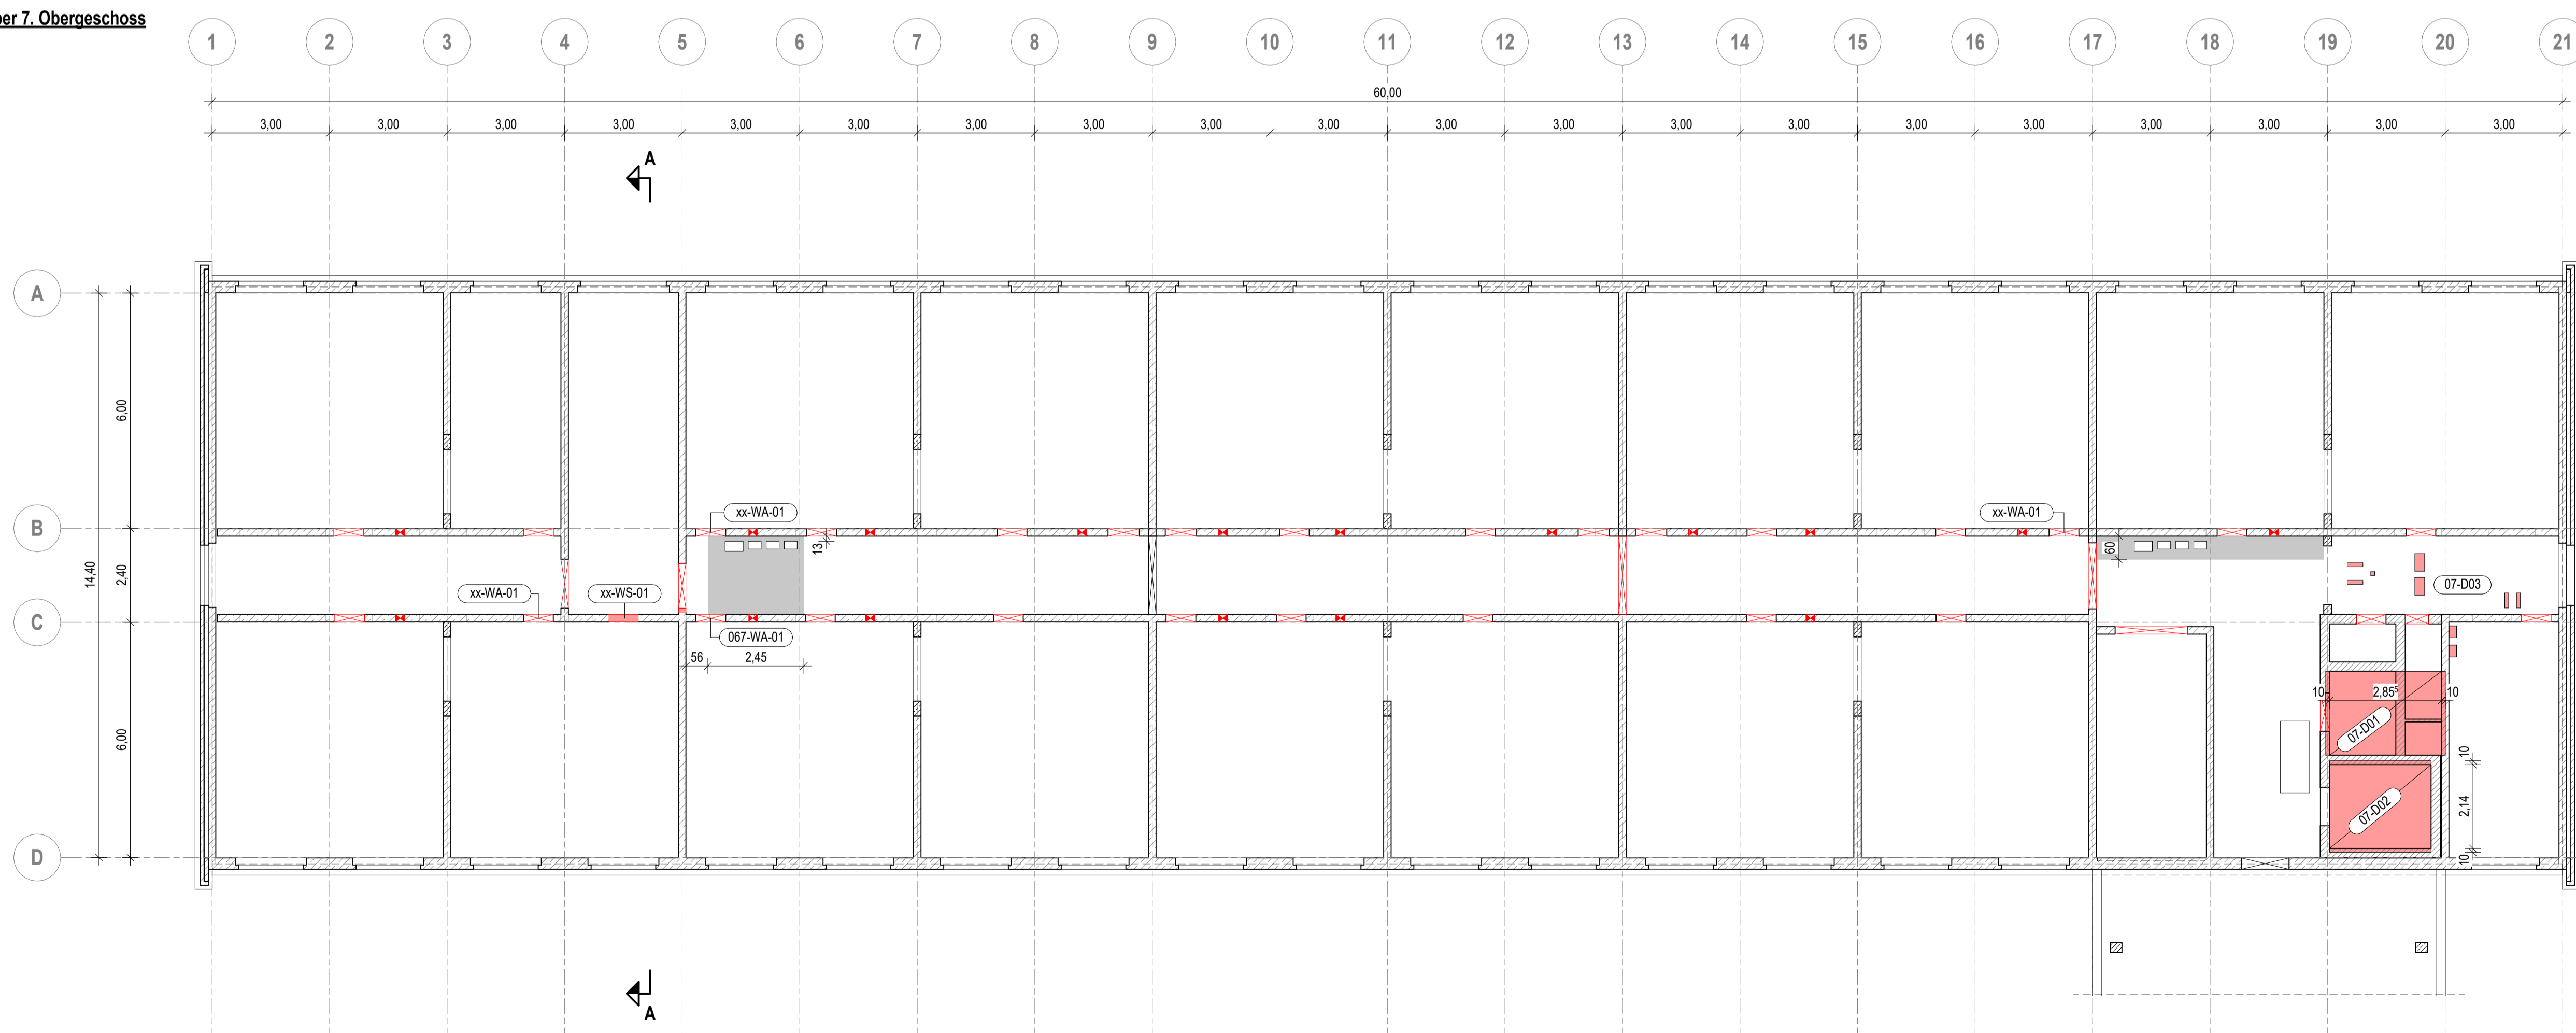 7. Obergeschoss
1 2 3 4 5 6 7 8 9 10 11 12 13 14 15 16 17 18 19 20 21
60,00
3,00 3,00 3,00 3,00 3,00 3,00 3,00 3,00 3,00 3,00 3,00 3,00 3,00 3,00 3,00 3,00 3,00 3,00 3,00 3,00
A
A
6,00
B
xx-WA-01
xx-WA-01
13
60
14,40
2,40
07-D03
xx-WA-01
xx-WS-01
C
067-WA-01
56 2,45
10 2,85⁵ 10
07-D01
6,00
10
2,14
07-D02
D
10
A